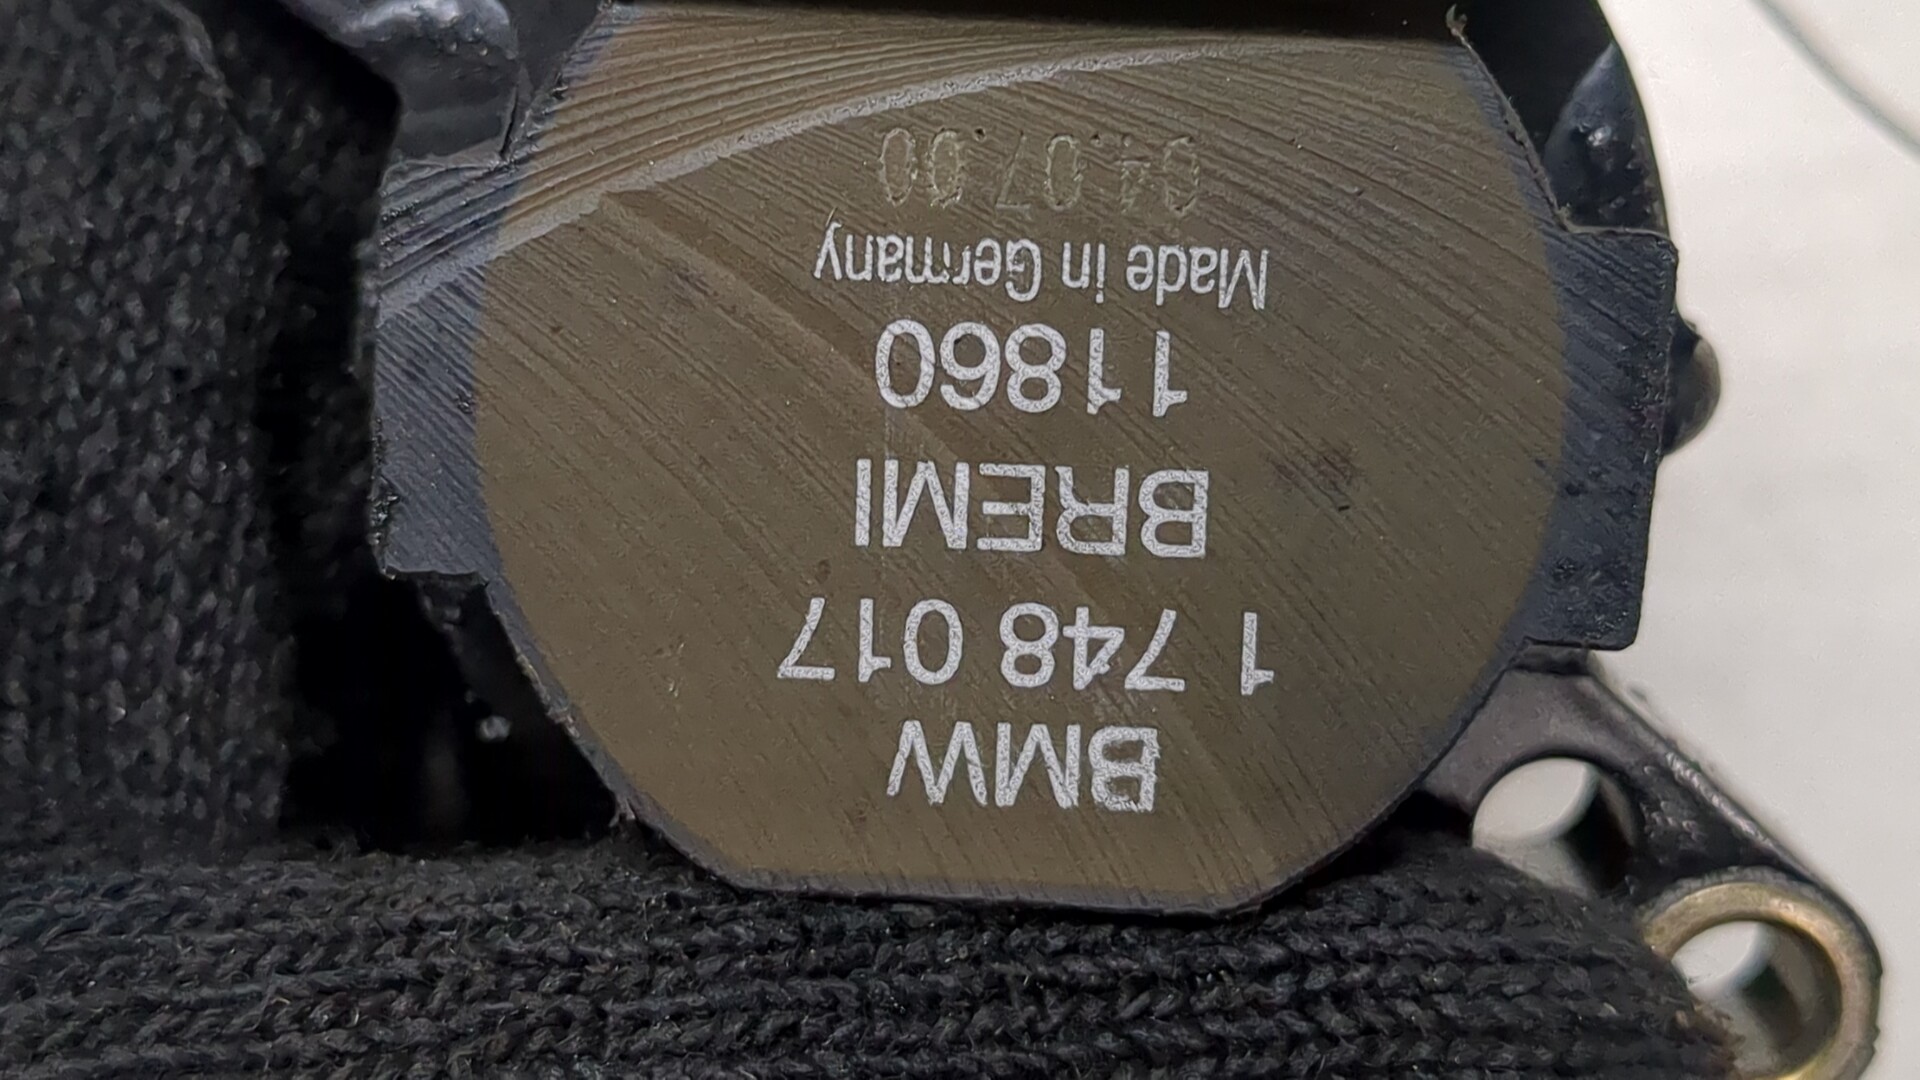 BMW
1 748 017
BREMI
11860
Made in Germany
04.07.00